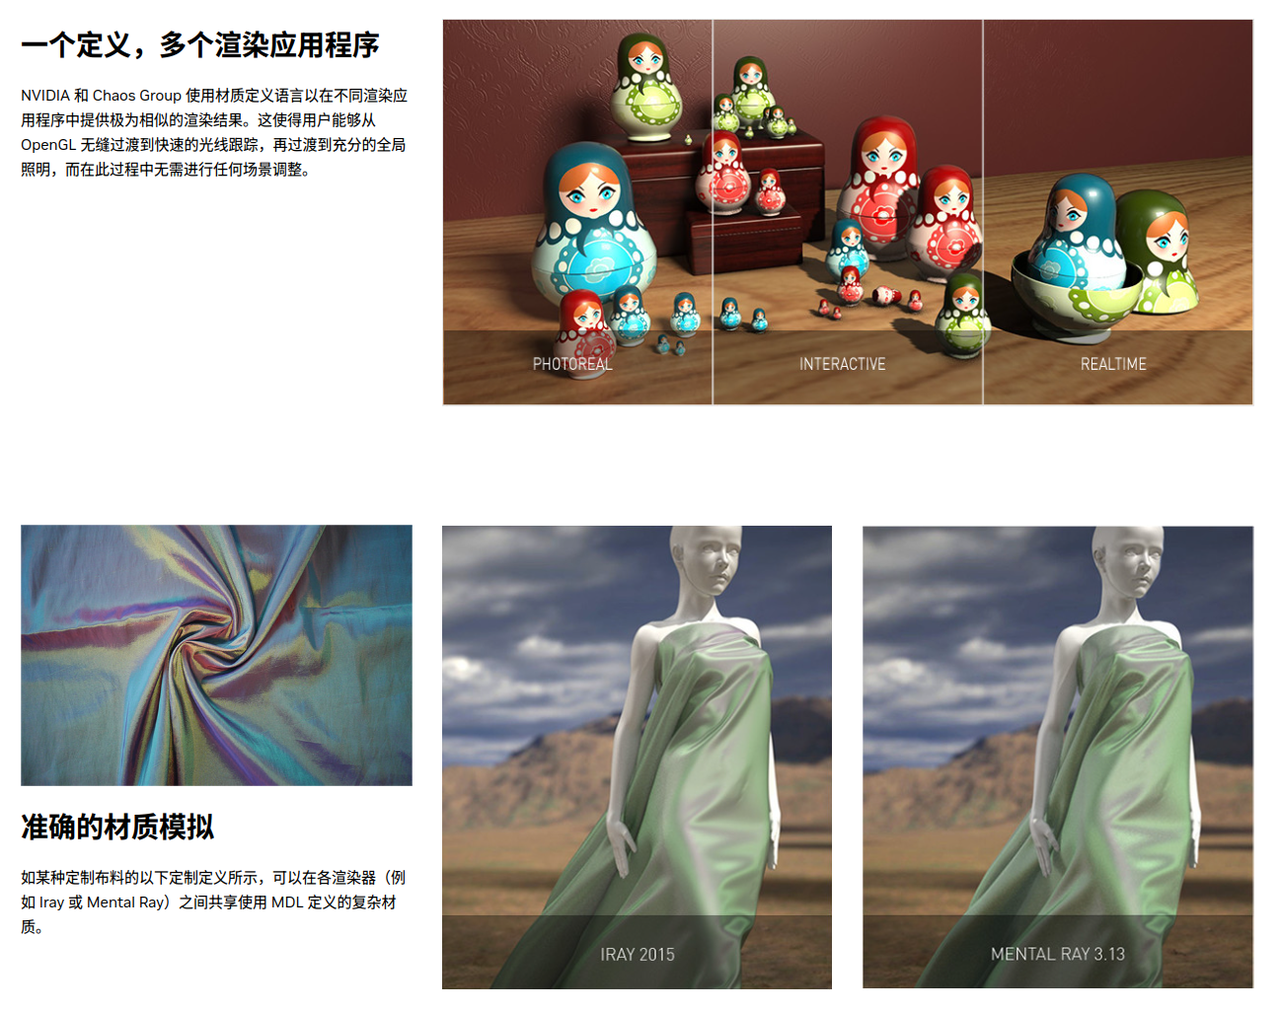 一个定义，多个渲染应用程序
NVIDIA 和 Chaos Group 使用材质定义语言以在不同渲染应
用程序中提供极为相似的渲染结果。这使得用户能够从
OpenGL 无缝过渡到快速的光线跟踪，再过渡到充分的全局
照明，而在此过程中无需进行任何场景调整。
PHOTOREAL
INTERACTIVE
REALTIME
准确的材质模拟
如某种定制布料的以下定制定义所示，可以在各渲染器（例
如 Iray 或 Mental Ray）之间共享使用 MDL 定义的复杂材
质。
IRAY 2015
MENTAL RAY 3.13